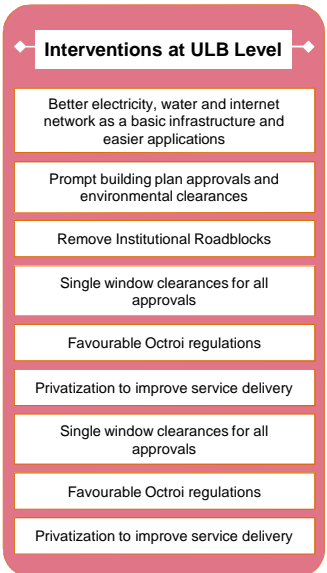 Interventions at ULB Level
Better electricity, water and internet
network as a basic infrastructure and
easier applications
Prompt building plan approvals and
environmental clearances
Remove Institutional Roadblocks
Single window clearances for all
approvals
Favourable Octroi regulations
Privatization to improve service delivery
Single window clearances for all
approvals
Favourable Octroi regulations
Privatization to improve service delivery